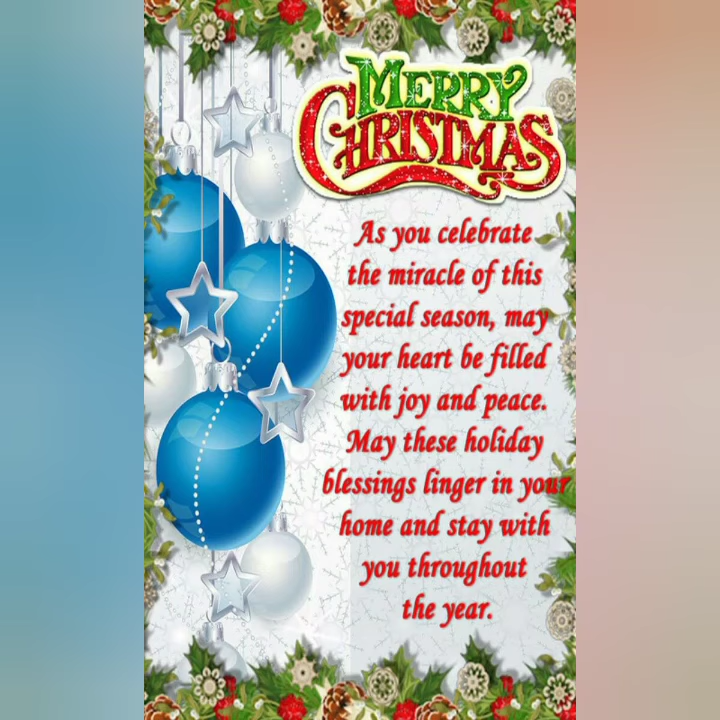 MERRY
CHRISTMAS
As you celebrate
the miracle of this
special season, may
your heart be filled
with joy and peace.
May these holiday
blessings linger in your
home and stay with
you throughout
the year.